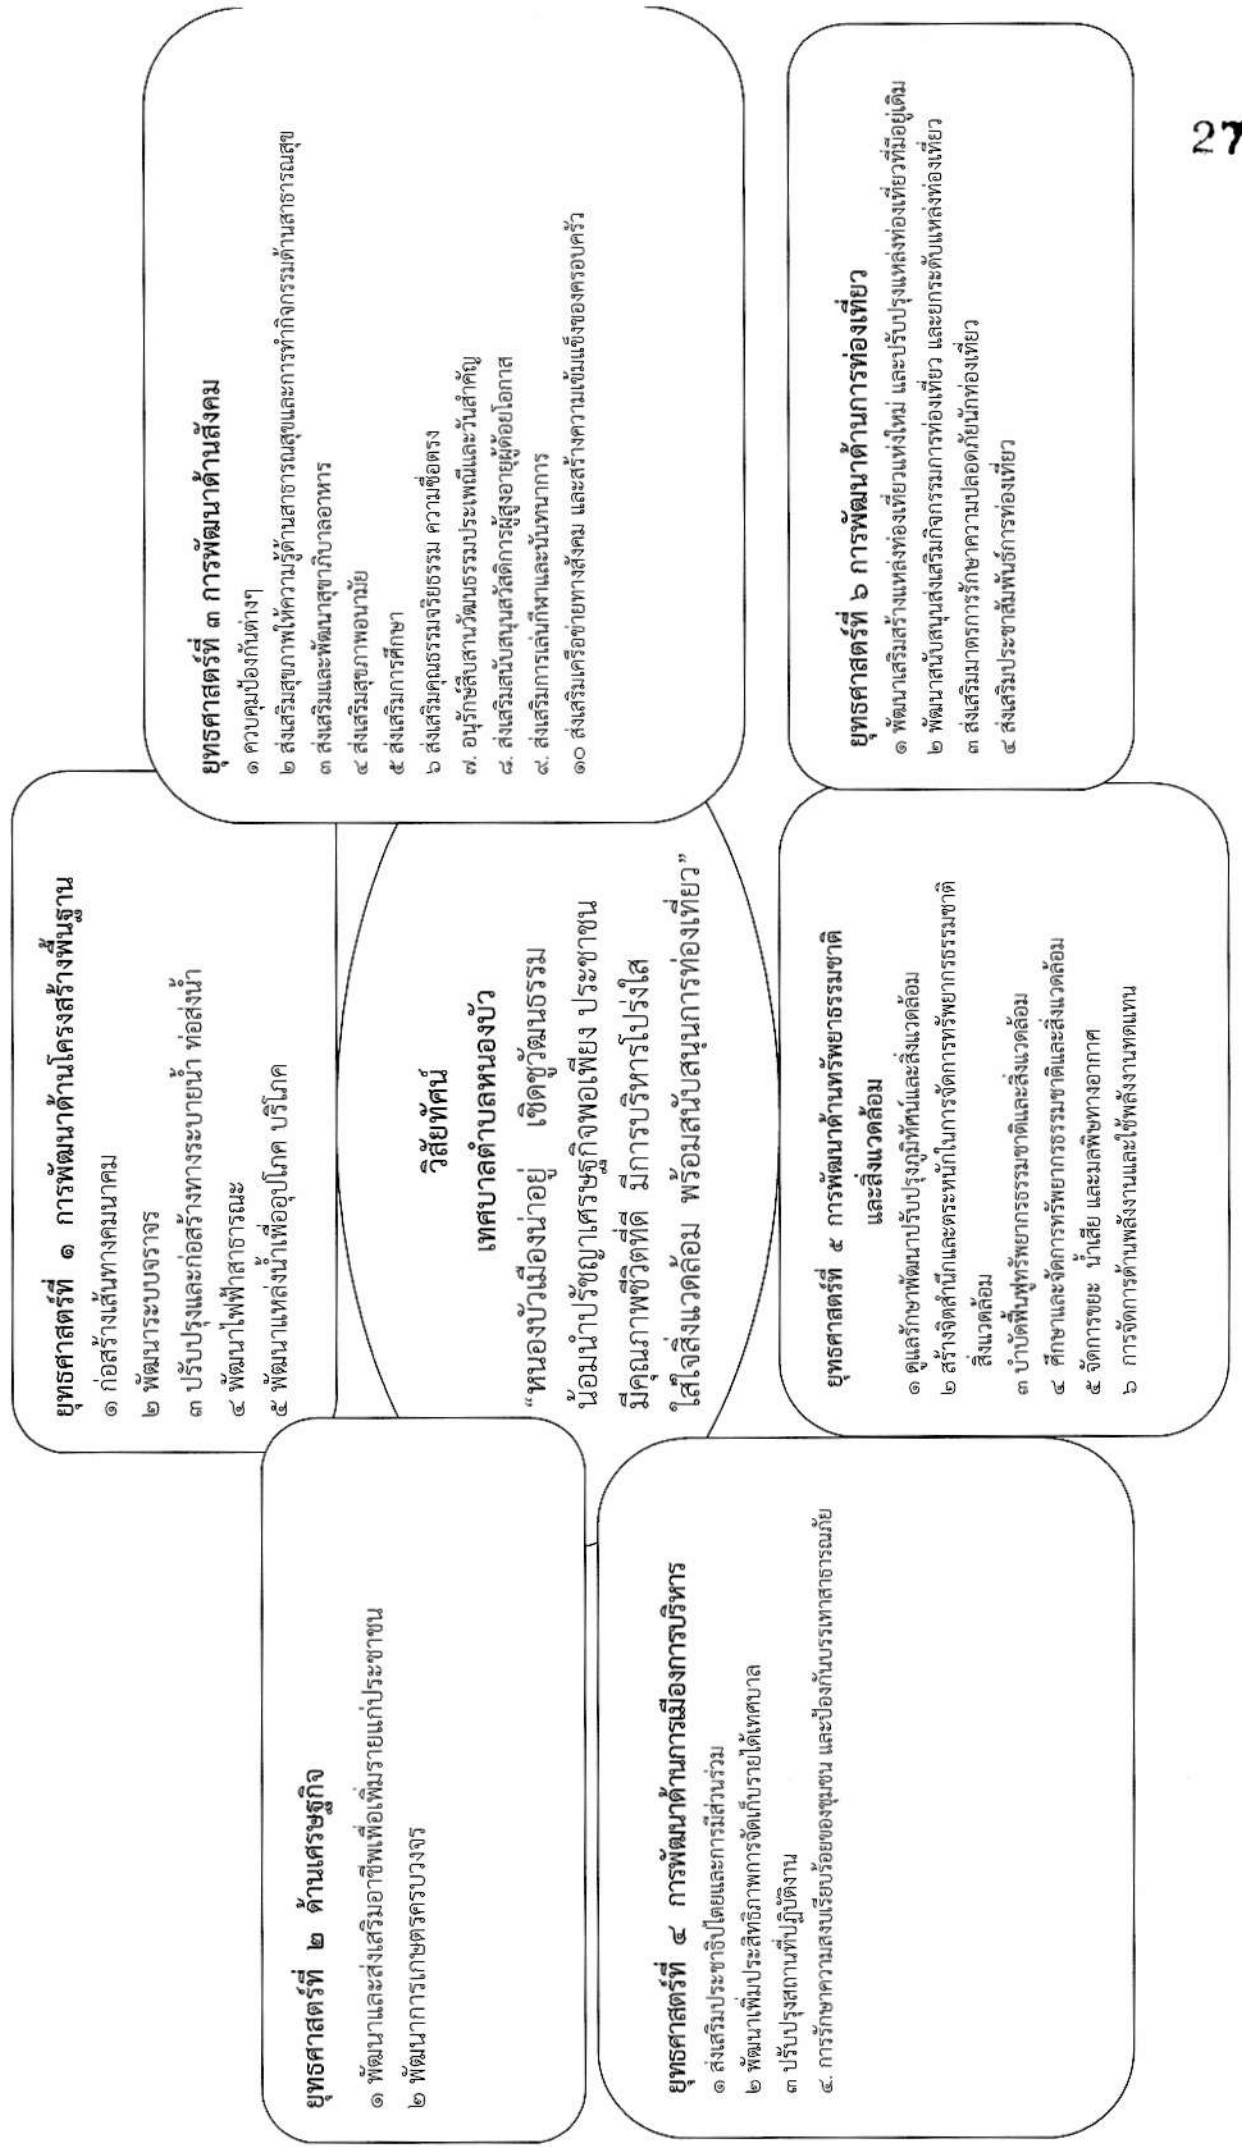 ยุทธศาสตร์ที่ ๑ การพัฒนาด้านโครงสร้างพื้นฐาน
๑ ก่อสร้างเส้นทางคมนาคม
๒ พัฒนาระบบจราจร
๓ ปรับปรุงและก่อสร้างทางระบายน้ำ ท่อส่งน้ำ
๔ พัฒนาไฟฟ้าสาธารณะ
๕ พัฒนาแหล่งน้ำเพื่ออุปโภค บริโภค
ยุทธศาสตร์ที่ ๒ ด้านเศรษฐกิจ
๑ พัฒนาและส่งเสริมอาชีพเพื่อเพิ่มรายแก่ประชาชน
๒ พัฒนาการเกษตรครบวงจร
ยุทธศาสตร์ที่ ๓ การพัฒนาด้านสังคม
๑ ควบคุมป้องกันต่างๆ
๒ ส่งเสริมสุขภาพให้ความรู้ด้านสาธารณสุขและการทำกิจกรรมด้านสาธารณสุข
๓ ส่งเสริมและพัฒนาสุขาภิบาลอาหาร
๔ ส่งเสริมสุขภาพอนามัย
๕ ส่งเสริมการศึกษา
๖ ส่งเสริมคุณธรรมจริยธรรม ความซื่อตรง
๗. อนุรักษ์สืบสานวัฒนธรรมประเพณีและวันสำคัญ
๘. ส่งเสริมสนับสนุนสวัสดิการผู้สูงอายุผู้ด้อยโอกาส
๙. ส่งเสริมการเล่นกีฬาและนันทนาการ
๑๐ ส่งเสริมเครือข่ายทางสังคม และสร้างความเข้มแข็งของครอบครัว
วิสัยทัศน์
เทศบาลตำบลหนองบัว
“หนองบัวเมืองน่าอยู่ เชิดชูวัฒนธรรม
น้อมนำปรัชญาเศรษฐกิจพอเพียง ประชาชน
มีคุณภาพชีวิตที่ดี มีการบริหารโปร่งใส
ใส่ใจสิ่งแวดล้อม พร้อมสนับสนุนการท่องเที่ยว”
ยุทธศาสตร์ที่ ๔ การพัฒนาด้านการเมืองการบริหาร
๑ ส่งเสริมประชาธิปไตยและการมีส่วนร่วม
๒ พัฒนาเพิ่มประสิทธิภาพการจัดเก็บรายได้เทศบาล
๓ ปรับปรุงสถานที่ปฏิบัติงาน
๔. การรักษาความสงบเรียบร้อยของชุมชน และป้องกันบรรเทาสาธารณภัย
ยุทธศาสตร์ที่ ๕ การพัฒนาด้านทรัพยาธรรมชาติ
และสิ่งแวดล้อม
๑ ดูแลรักษาพัฒนาปรับปรุงภูมิทัศน์และสิ่งแวดล้อม
๒ สร้างจิตสำนึกและตระหนักในการจัดการทรัพยากรธรรมชาติ
สิ่งแวดล้อม
๓ บำบัดฟื้นฟูทรัพยากรธรรมชาติและสิ่งแวดล้อม
๔ ศึกษาและจัดการทรัพยากรธรรมชาติและสิ่งแวดล้อม
๕ จัดการขยะ น้ำเสีย และมลพิษทางอากาศ
๖ การจัดการด้านพลังงานและใช้พลังงานทดแทน
ยุทธศาสตร์ที่ ๖ การพัฒนาด้านการท่องเที่ยว
๑ พัฒนาเสริมสร้างแหล่งท่องเที่ยวแห่งใหม่ และปรับปรุงแหล่งท่องเที่ยวที่มีอยู่เดิม
๒ พัฒนาสนับสนุนส่งเสริมกิจกรรมการท่องเที่ยว และยกระดับแหล่งท่องเที่ยว
๓ ส่งเสริมมาตรการรักษาความปลอดภัยนักท่องเที่ยว
๔ ส่งเสริมประชาสัมพันธ์การท่องเที่ยว
27